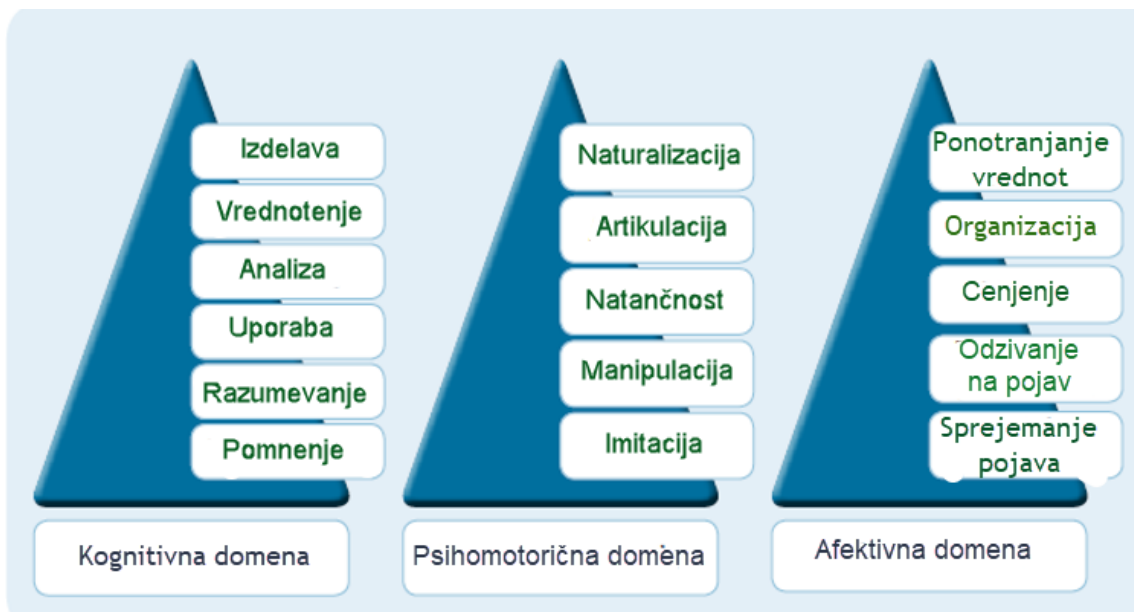 Izdelava
Vrednotenje
Analiza
Uporaba
Razumevanje
Pomnenje
Kognitivna domena
Naturalizacija
Artikulacija
Natančnost
Manipulacija
Imitacija
Psihomotorična domena
Ponotranjanje
vrednot
Organizacija
Cenjenje
Odzivanje
na pojav
Sprejemanje
pojava
Afektivna domena